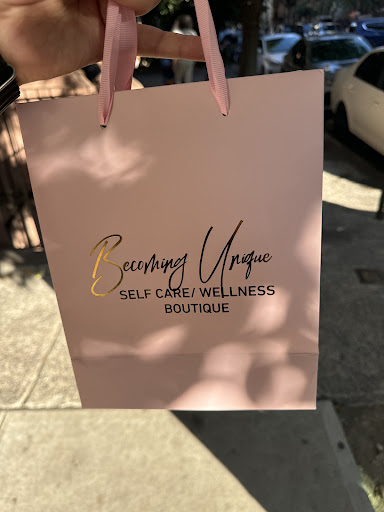 Becoming Unique
SELF CARE/ WELLNESS
BOUTIQUE